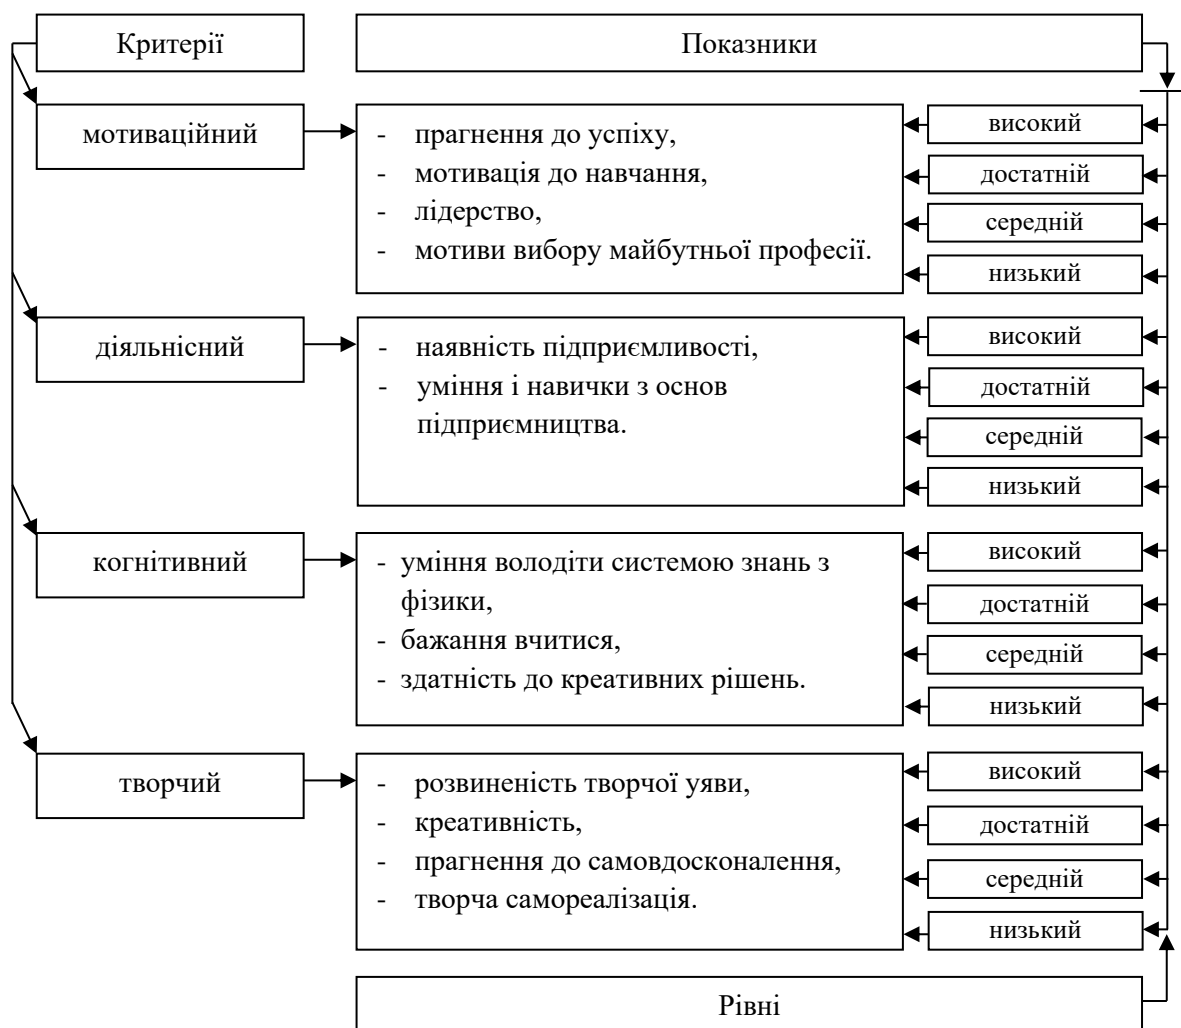 Критерії
Показники
мотиваційний
- прагнення до успіху,
- мотивація до навчання,
- лідерство,
- мотиви вибору майбутньої професії.
високий
достатній
середній
низький
діяльнісний
- наявність підприємливості,
- уміння і навички з основ
підприємництва.
високий
достатній
середній
низький
когнітивний
- уміння володіти системою знань з
фізики,
- бажання вчитися,
- здатність до креативних рішень.
високий
достатній
середній
низький
творчий
- розвиненість творчої уяви,
- креативність,
- прагнення до самовдосконалення,
- творча самореалізація.
високий
достатній
середній
низький
Рівні